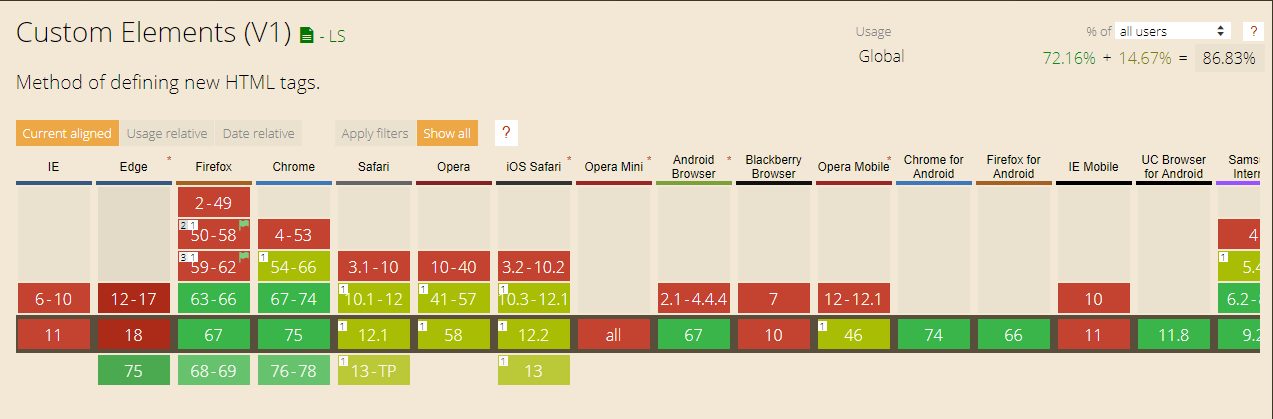 Custom Elements (V1) - LS
Usage % of all users ?
Global 72.16% + 14.67% = 86.83%
Method of defining new HTML tags.
Current aligned Usage relative Date relative Apply filters Show all ?
IE Edge * Firefox Chrome Safari Opera iOS Safari * Opera Mini * Android Browser * Blackberry Browser Opera Mobile * Chrome for Android Firefox for Android IE Mobile UC Browser for Android Sams Intern
2-49
2 1 50-58 4-53 4
3 1 59-62 1 54-66 3.1-10 10-40 3.2-10.2 1 5.4
6-10 12-17 63-66 67-74 1 10.1-12 1 41-57 1 10.3-12.1 2.1-4.4.4 7 12-12.1 10 6.2-
11 18 67 75 1 12.1 1 58 1 12.2 all 67 10 1 46 74 66 11 11.8 9.2
75 68-69 76-78 1 13-TP 1 13